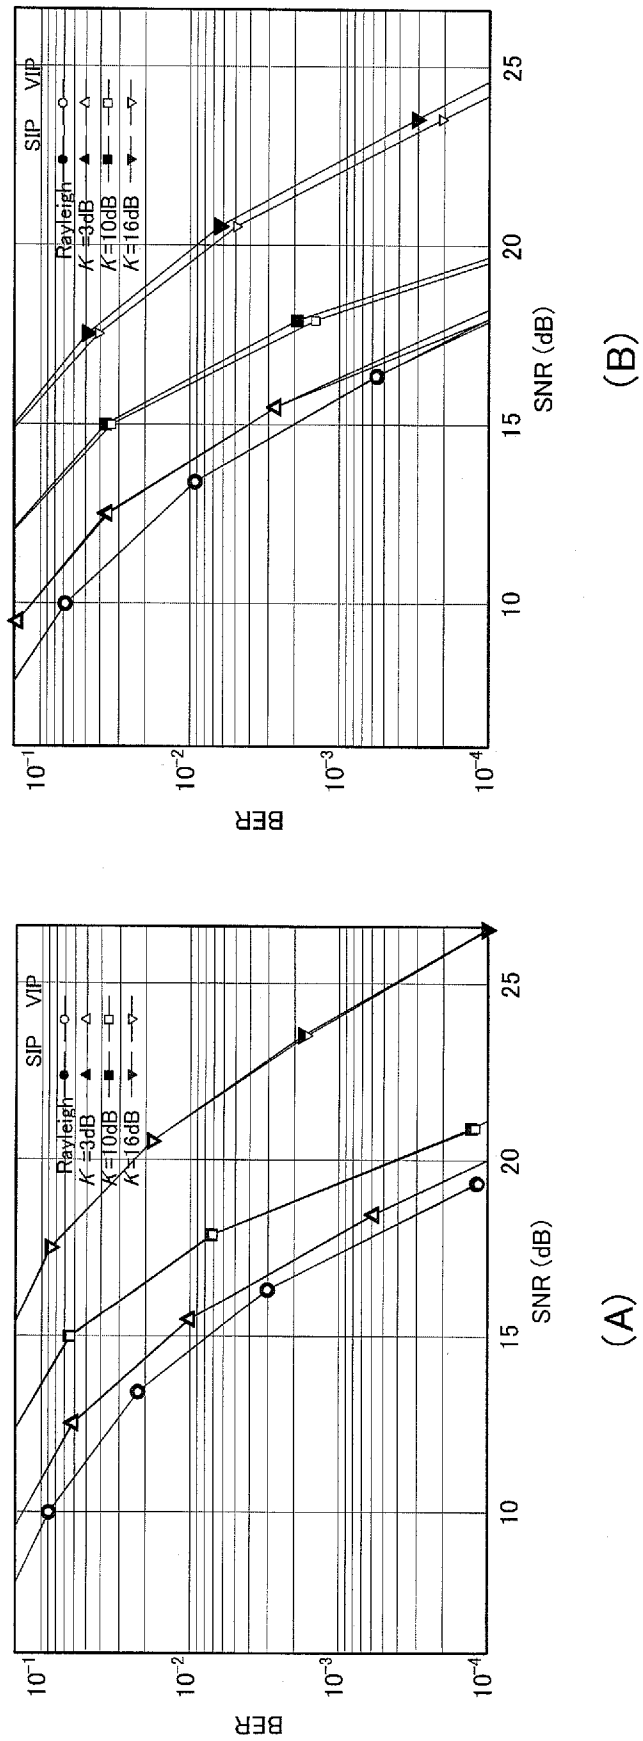 SIP VIP
Rayleigh
K=3dB
K=10dB
K=16dB
10⁻¹
10⁻²
10⁻³
10⁻⁴
BER
10
15
20
25
SNR (dB)
(A)
SIP VIP
Rayleigh
K=3dB
K=10dB
K=16dB
10⁻¹
10⁻²
10⁻³
10⁻⁴
BER
10
15
20
25
SNR (dB)
(B)